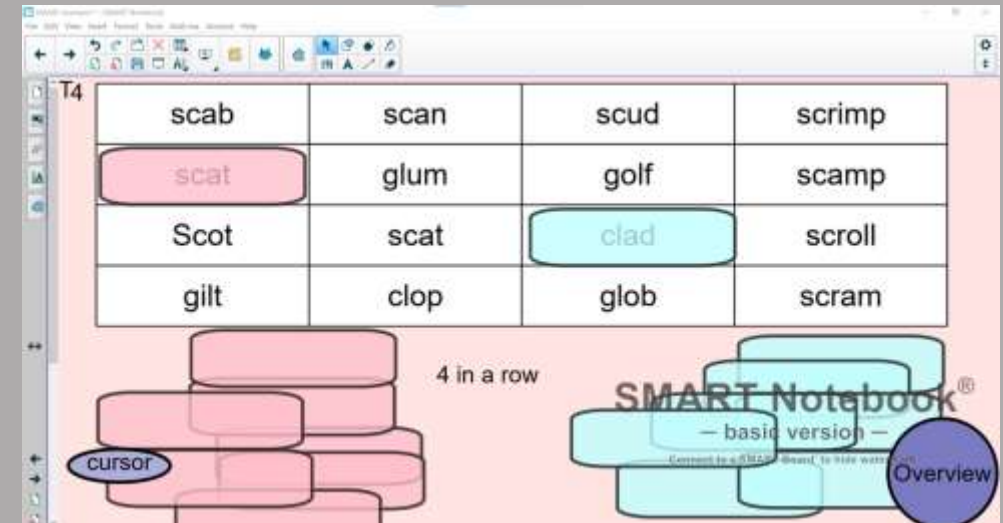 T4
scab scan scud scrimp
scat glum golf scamp
Scot scat clad scroll
gilt clop glob scram
4 in a row
SMART Notebook®
— basic version —
cursor
Overview